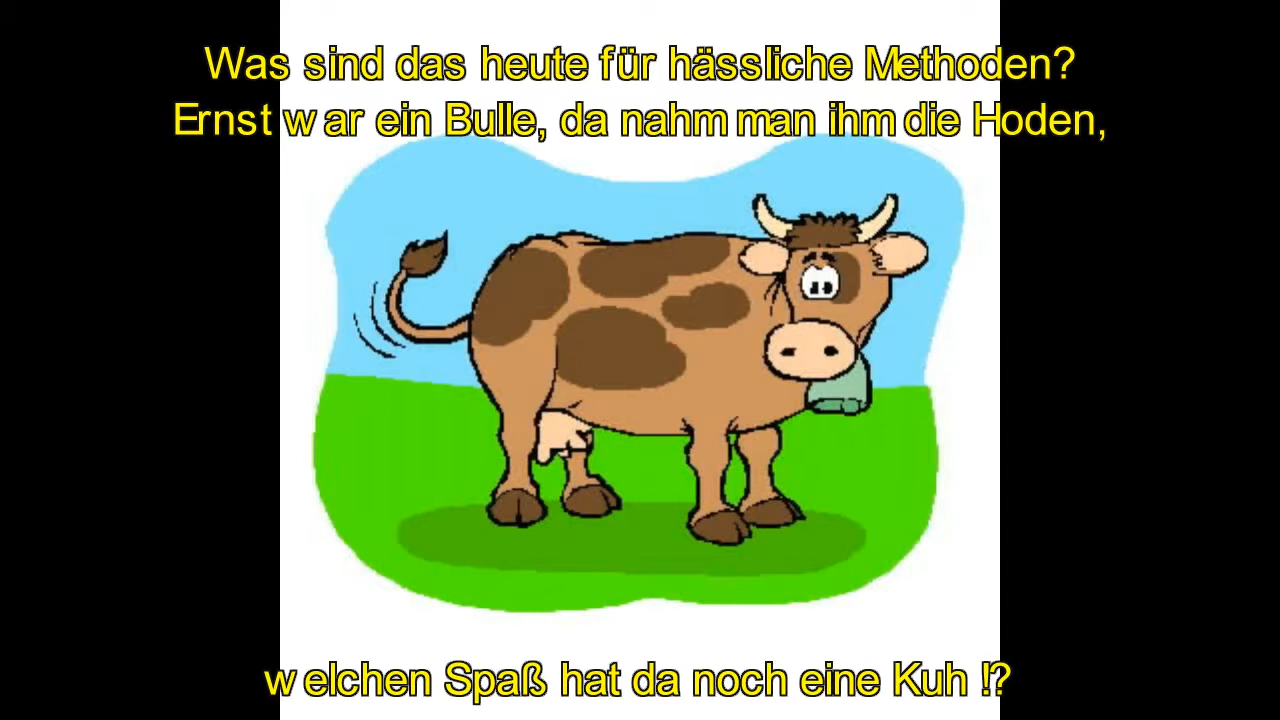 Was sind das heute für hässliche Methoden?
Ernst war ein Bulle, da nahm man ihm die Hoden,
welchen Spaß hat da noch eine Kuh !?